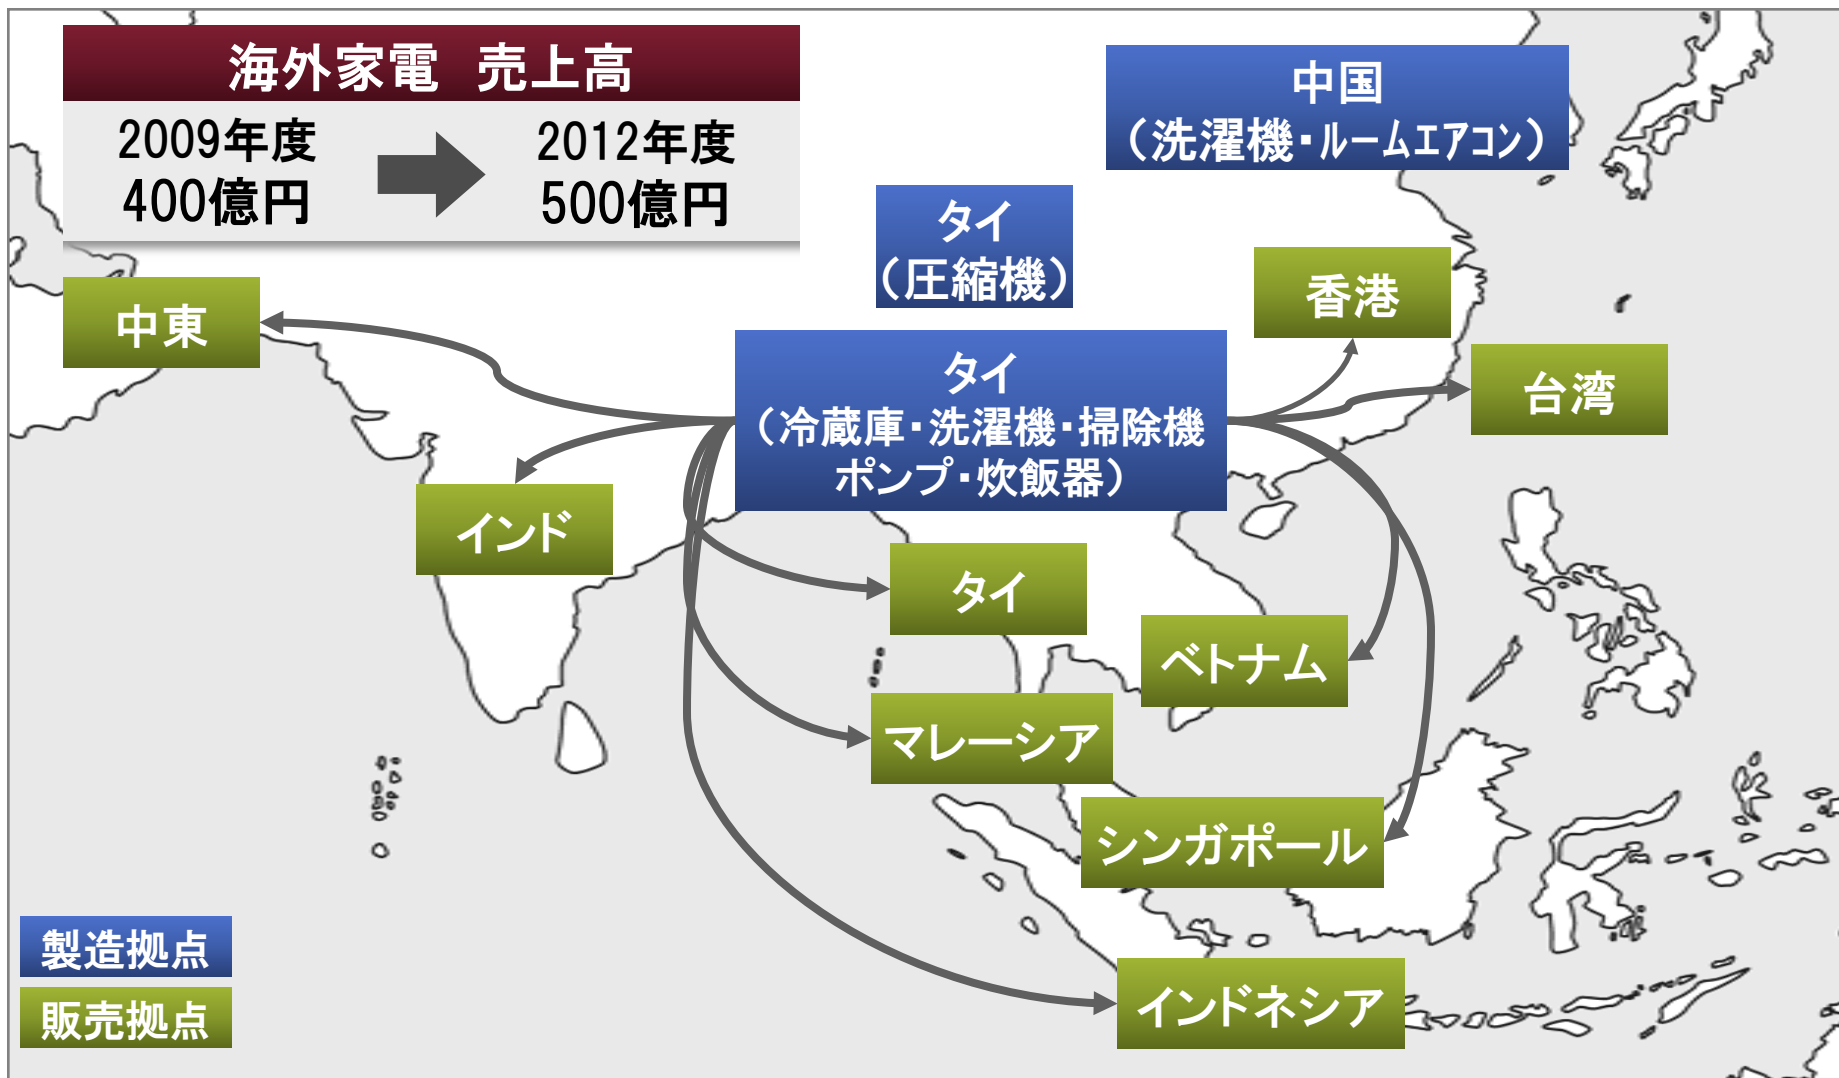 海外家電 売上高
2009年度
400億円
2012年度
500億円
中国
（洗濯機・ルームエアコン）
タイ
（圧縮機）
香港
中東
タイ
（冷蔵庫・洗濯機・掃除機
ポンプ・炊飯器）
台湾
インド
タイ
ベトナム
マレーシア
シンガポール
インドネシア
製造拠点
販売拠点